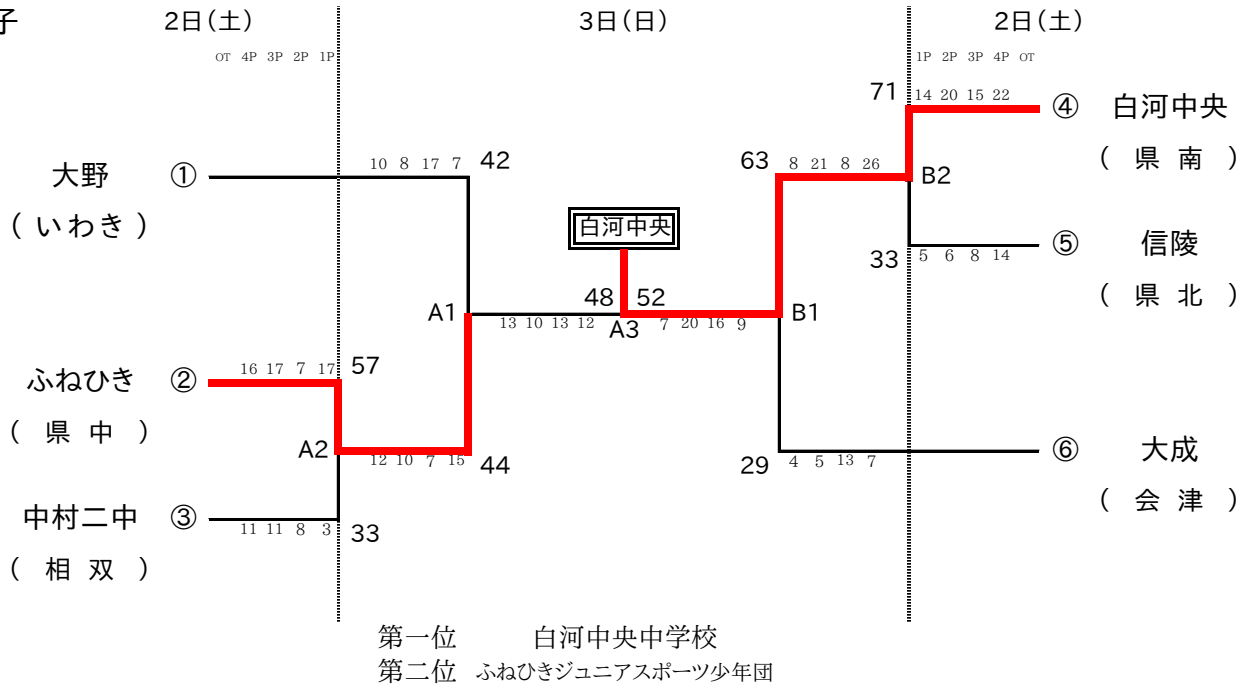 子 2日(土) 3日(日) 2日(土)
OT 4P 3P 2P 1P 1P 2P 3P 4P OT
71 14 20 15 22 ④ 白河中央
( 県 南 )
10 8 17 7 42 63 8 21 8 26 B2
大野 ①
( いわき )
白河中央
33 5 6 8 14 ⑤ 信陵
( 県 北 )
A1 13 10 13 12 48 52 7 20 16 9 B1
A3
16 17 7 17 57
ふねひき ②
( 県 中 )
A2 12 10 7 15 44
29 4 5 13 7 ⑥ 大成
( 会 津 )
中村二中 ③ 11 11 8 3 33
( 相 双 )
第一位 白河中央中学校
第二位 ふねひきジュニアスポーツ少年団